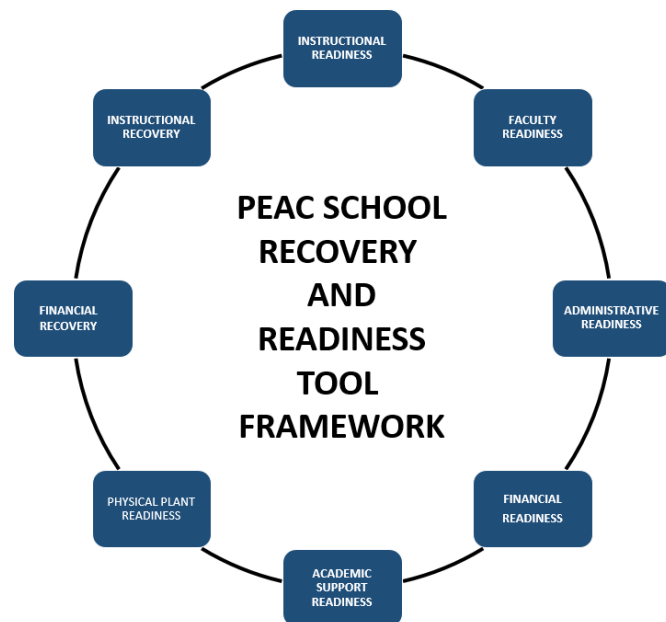 INSTRUCTIONAL
READINESS
FACULTY
READINESS
ADMINISTRATIVE
READINESS
FINANCIAL
READINESS
ACADEMIC
SUPPORT
READINESS
PHYSICAL PLANT
READINESS
FINANCIAL
RECOVERY
INSTRUCTIONAL
RECOVERY
PEAC SCHOOL
RECOVERY
AND
READINESS
TOOL
FRAMEWORK